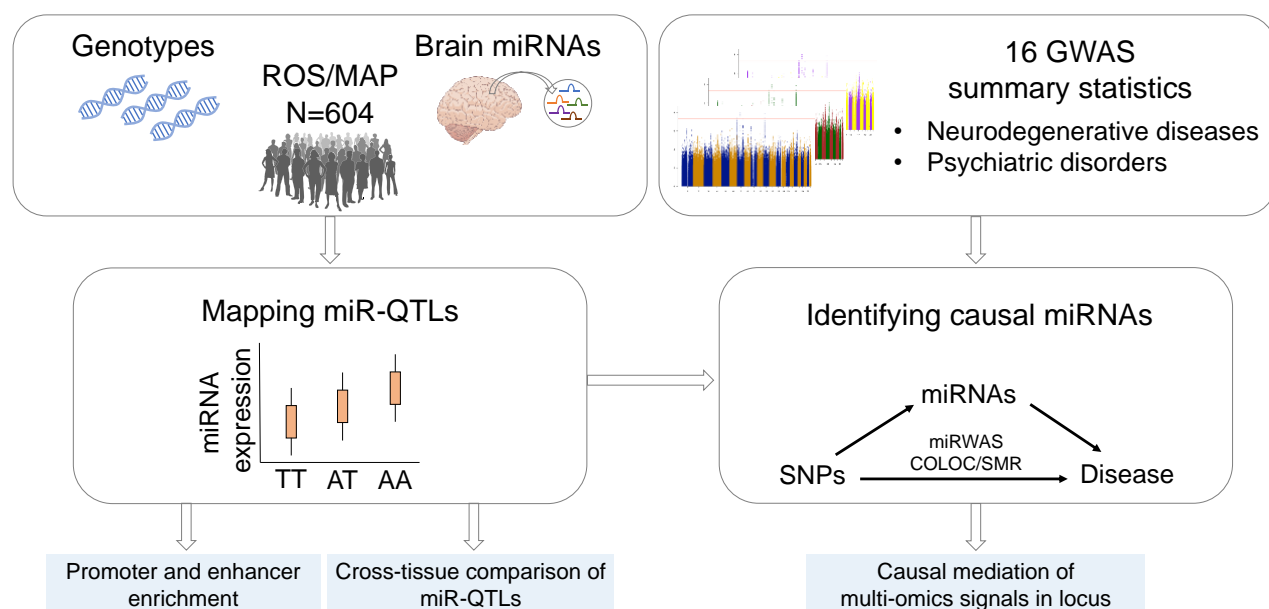 Genotypes
ROS/MAP
N=604
Brain miRNAs
16 GWAS
summary statistics
• Neurodegenerative diseases
• Psychiatric disorders
Mapping miR-QTLs
miRNA
expression
TT AT AA
Identifying causal miRNAs
miRNAs
miRWAS
COLOC/SMR
SNPs
Disease
Promoter and enhancer
enrichment
Cross-tissue comparison of
miR-QTLs
Causal mediation of
multi-omics signals in locus